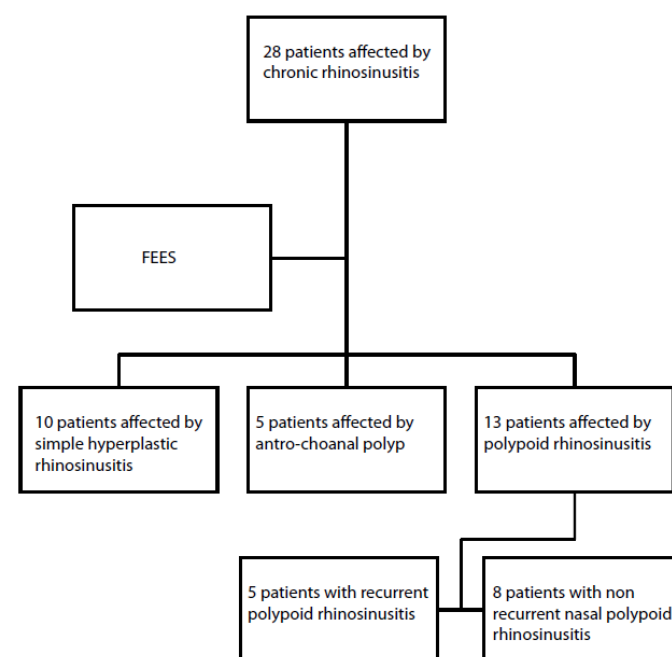 28 patients affected by
chronic rhinosinusitis
FEES
10 patients affected by
simple hyperplastic
rhinosinusitis
5 patients affected by
antro-choanal polyp
13 patients affected by
polypoid rhinosinusitis
5 patients with recurrent
polypoid rhinosinusitis
8 patients with non
recurrent nasal polypoid
rhinosinusitis